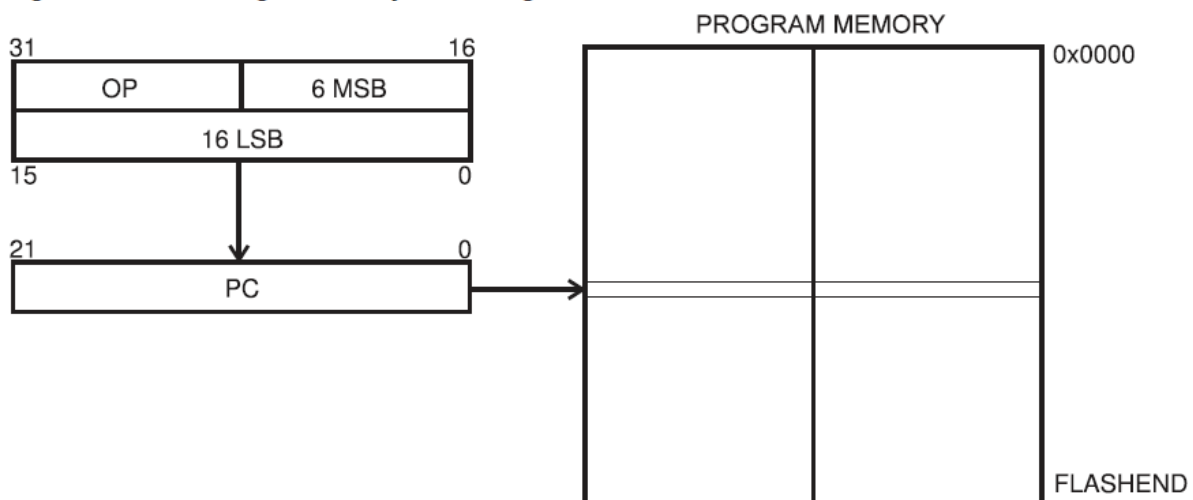 PROGRAM MEMORY
31 16
0x0000
OP 6 MSB
16 LSB
15 0
21 0
PC
FLASHEND